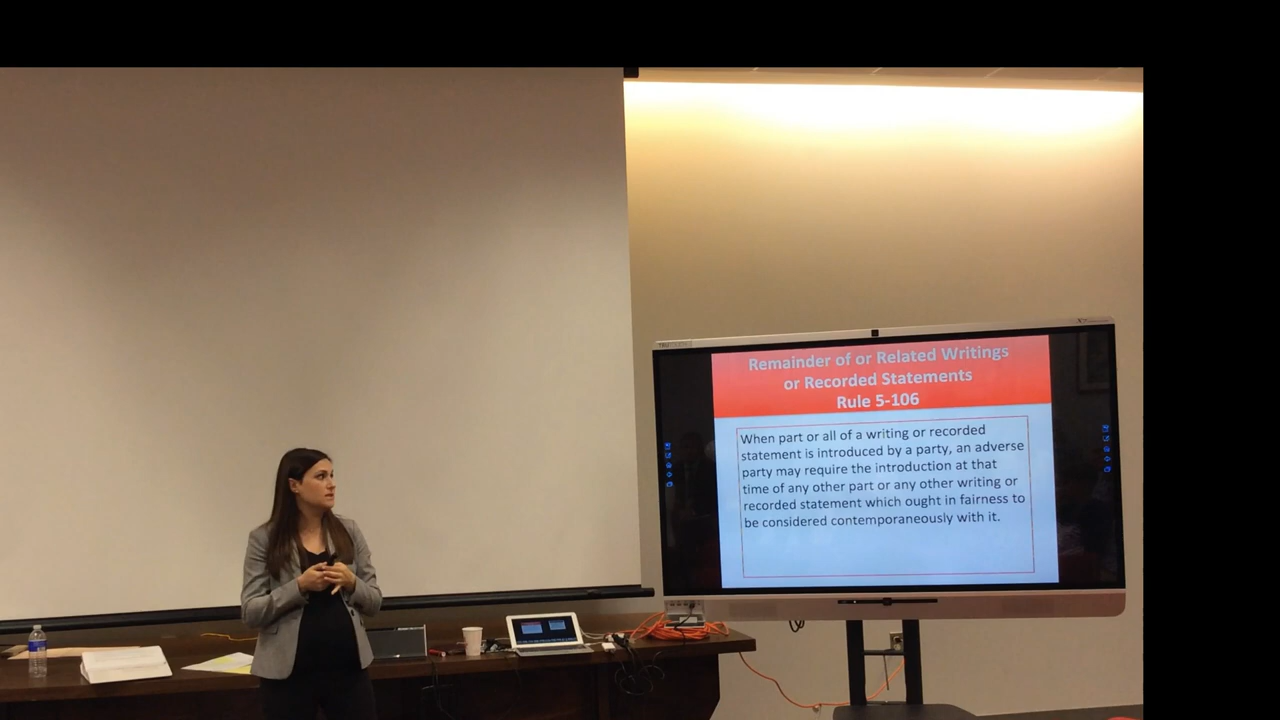 Remainder of or Related Writings
or Recorded Statements
Rule 5-106
When part or all of a writing or recorded
statement is introduced by a party, an adverse
party may require the introduction at that
time of any other part or any other writing or
recorded statement which ought in fairness to
be considered contemporaneously with it.